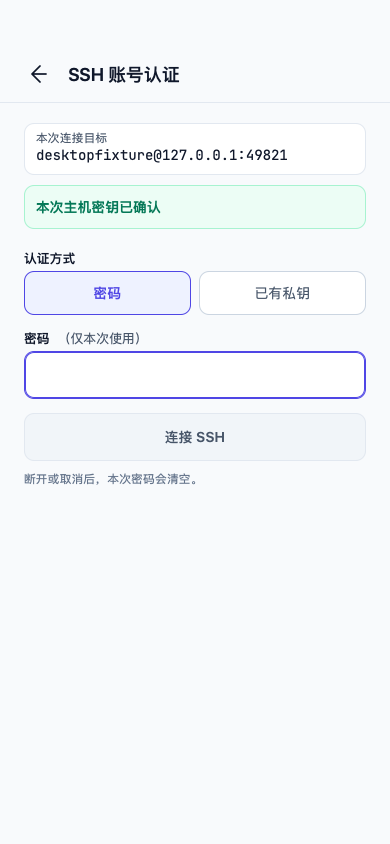 SSH 账号认证
本次连接目标
desktopfixture@127.0.0.1:49821
本次主机密钥已确认
认证方式
密码
已有私钥
密码 （仅本次使用）
连接 SSH
断开或取消后，本次密码会清空。